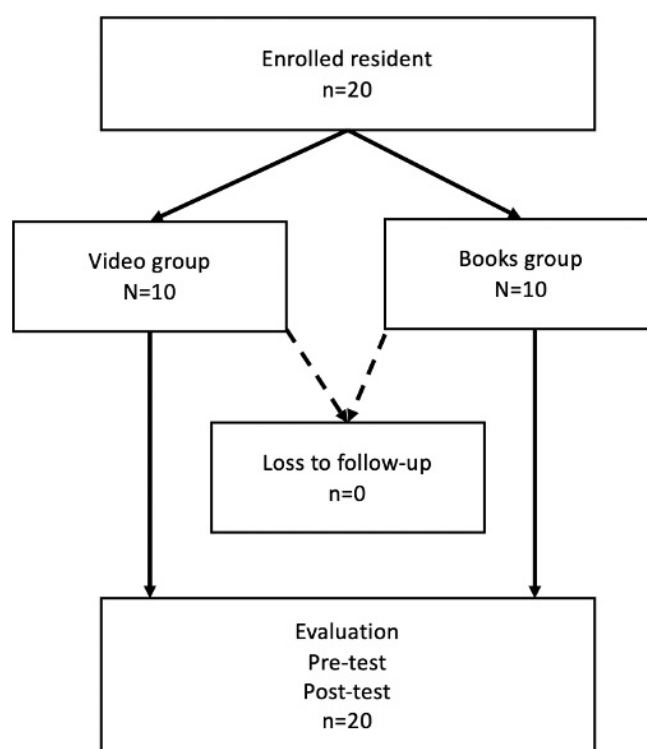 Enrolled resident
n=20
Video group
N=10
Books group
N=10
Loss to follow-up
n=0
Evaluation
Pre-test
Post-test
n=20